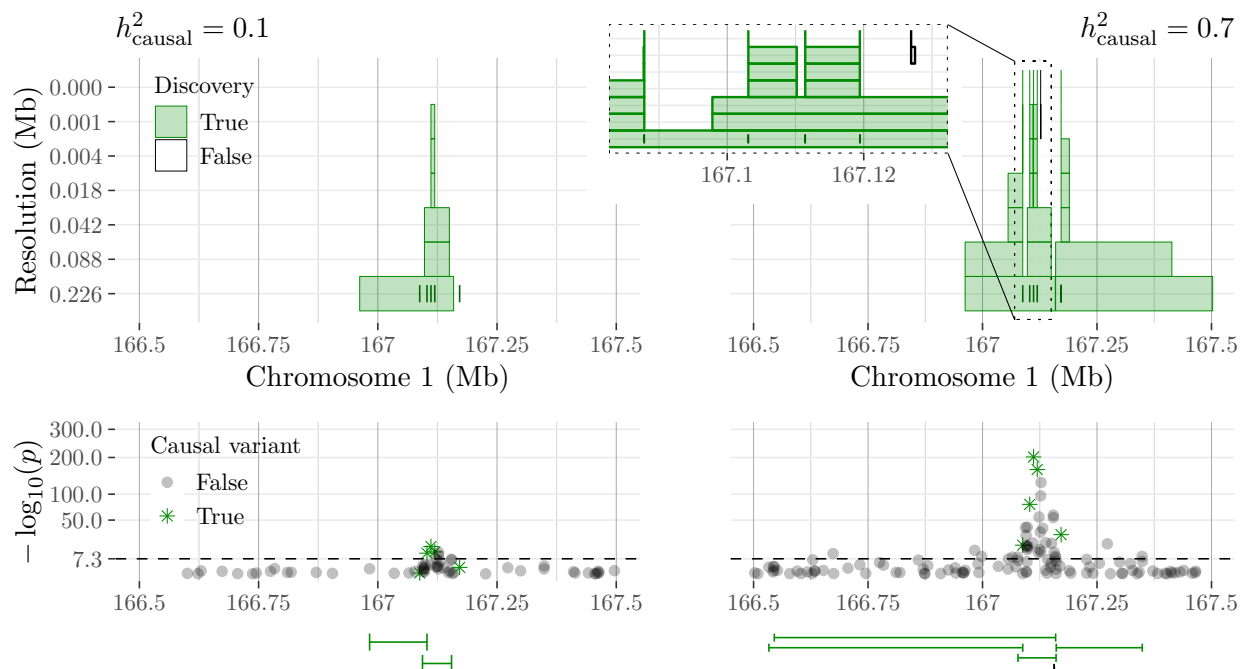 h²causal = 0.1
h²causal = 0.7
Discovery
True
False
Resolution (Mb)
0.000
0.001
0.004
0.018
0.042
0.088
0.226
167.1 167.12
166.5 166.75 167 167.25 167.5
Chromosome 1 (Mb)
166.5 166.75 167 167.25 167.5
Chromosome 1 (Mb)
− log₁₀(p)
300.0
200.0
100.0
50.0
7.3
Causal variant
False
True
166.5 166.75 167 167.25 167.5
166.5 166.75 167 167.25 167.5